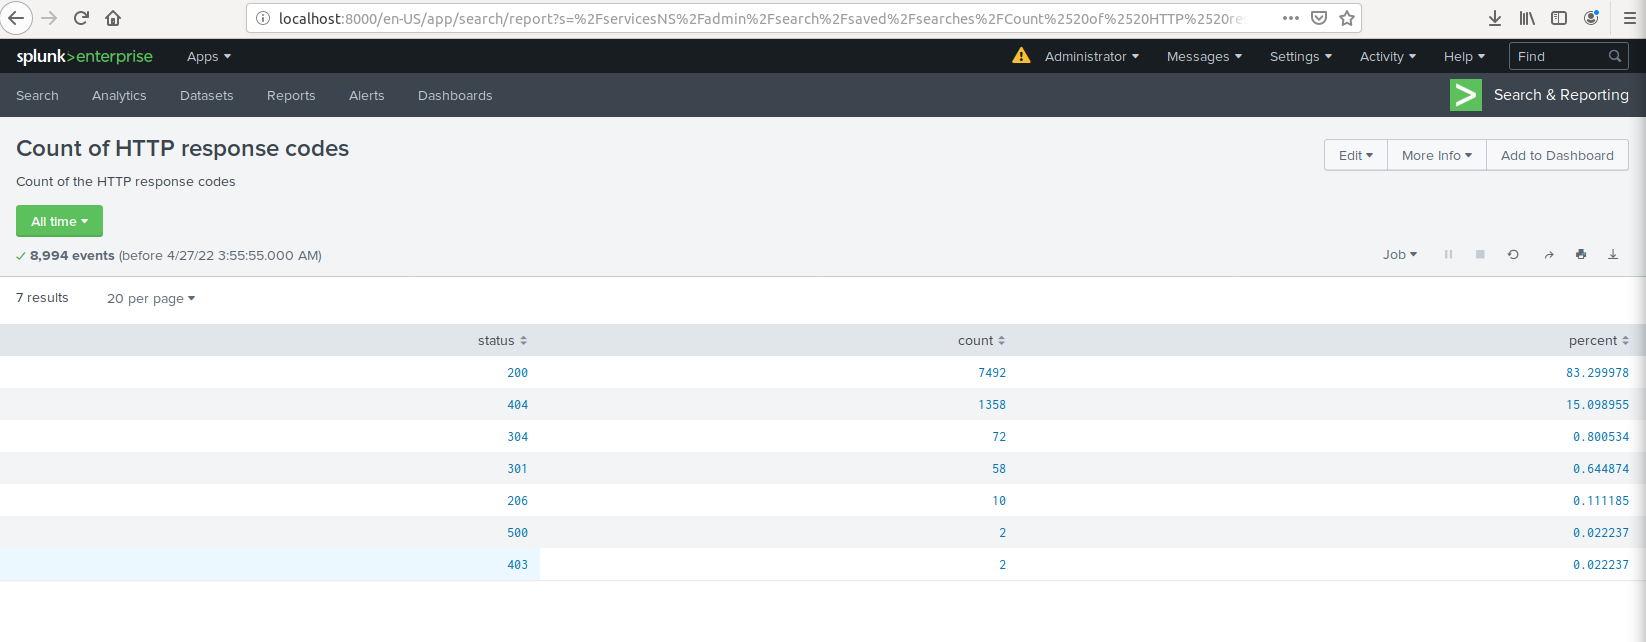 localhost:8000/en-US/app/search/report?s=%2FservicesNS%2Fadmin%2Fsearch%2Fsaved%2Fsearches%2FCount%2520of%2520HTTP%2520re
splunk>enterprise Apps Administrator Messages Settings Activity Help Find
Search Analytics Datasets Reports Alerts Dashboards Search & Reporting
Count of HTTP response codes
Edit More Info Add to Dashboard
Count of the HTTP response codes
All time
8,994 events (before 4/27/22 3:55:55.000 AM) Job
7 results 20 per page
status count percent
200 7492 83.299978
404 1358 15.098955
304 72 0.800534
301 58 0.644874
206 10 0.111185
500 2 0.022237
403 2 0.022237